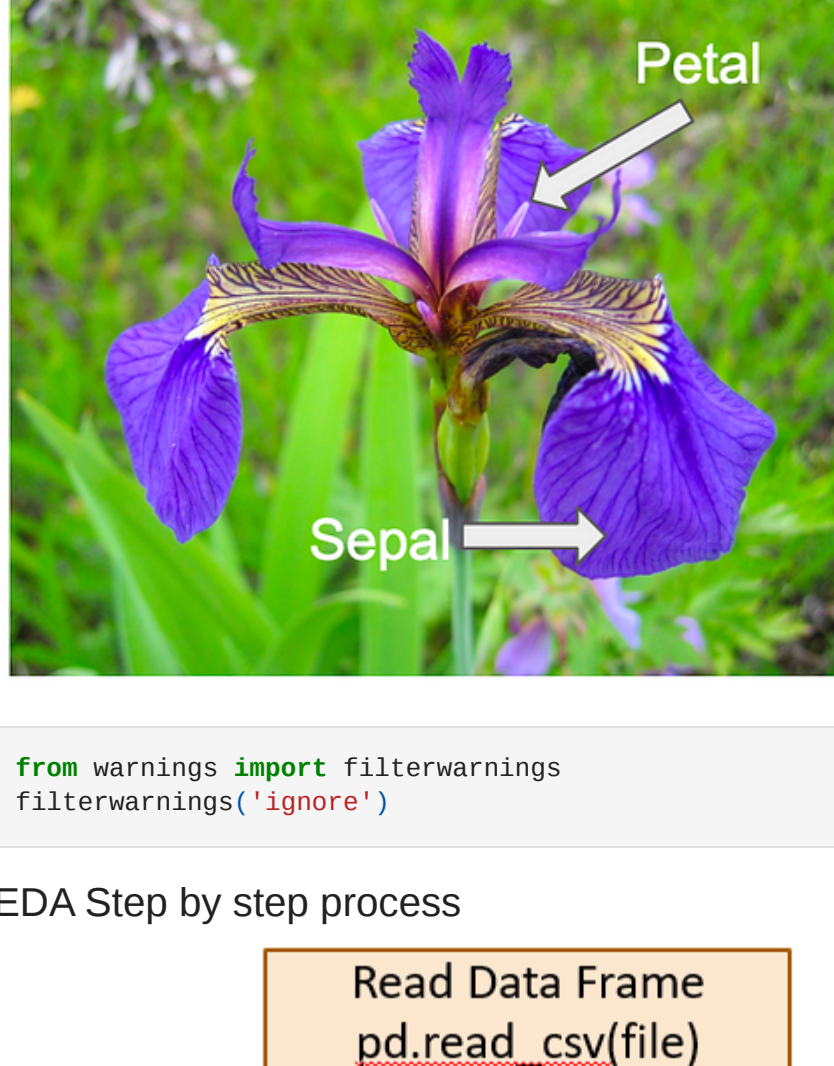 Petal
Sepal
from warnings import filterwarnings
filterwarnings('ignore')
EDA Step by step process
Read Data Frame
pd.read_csv(file)